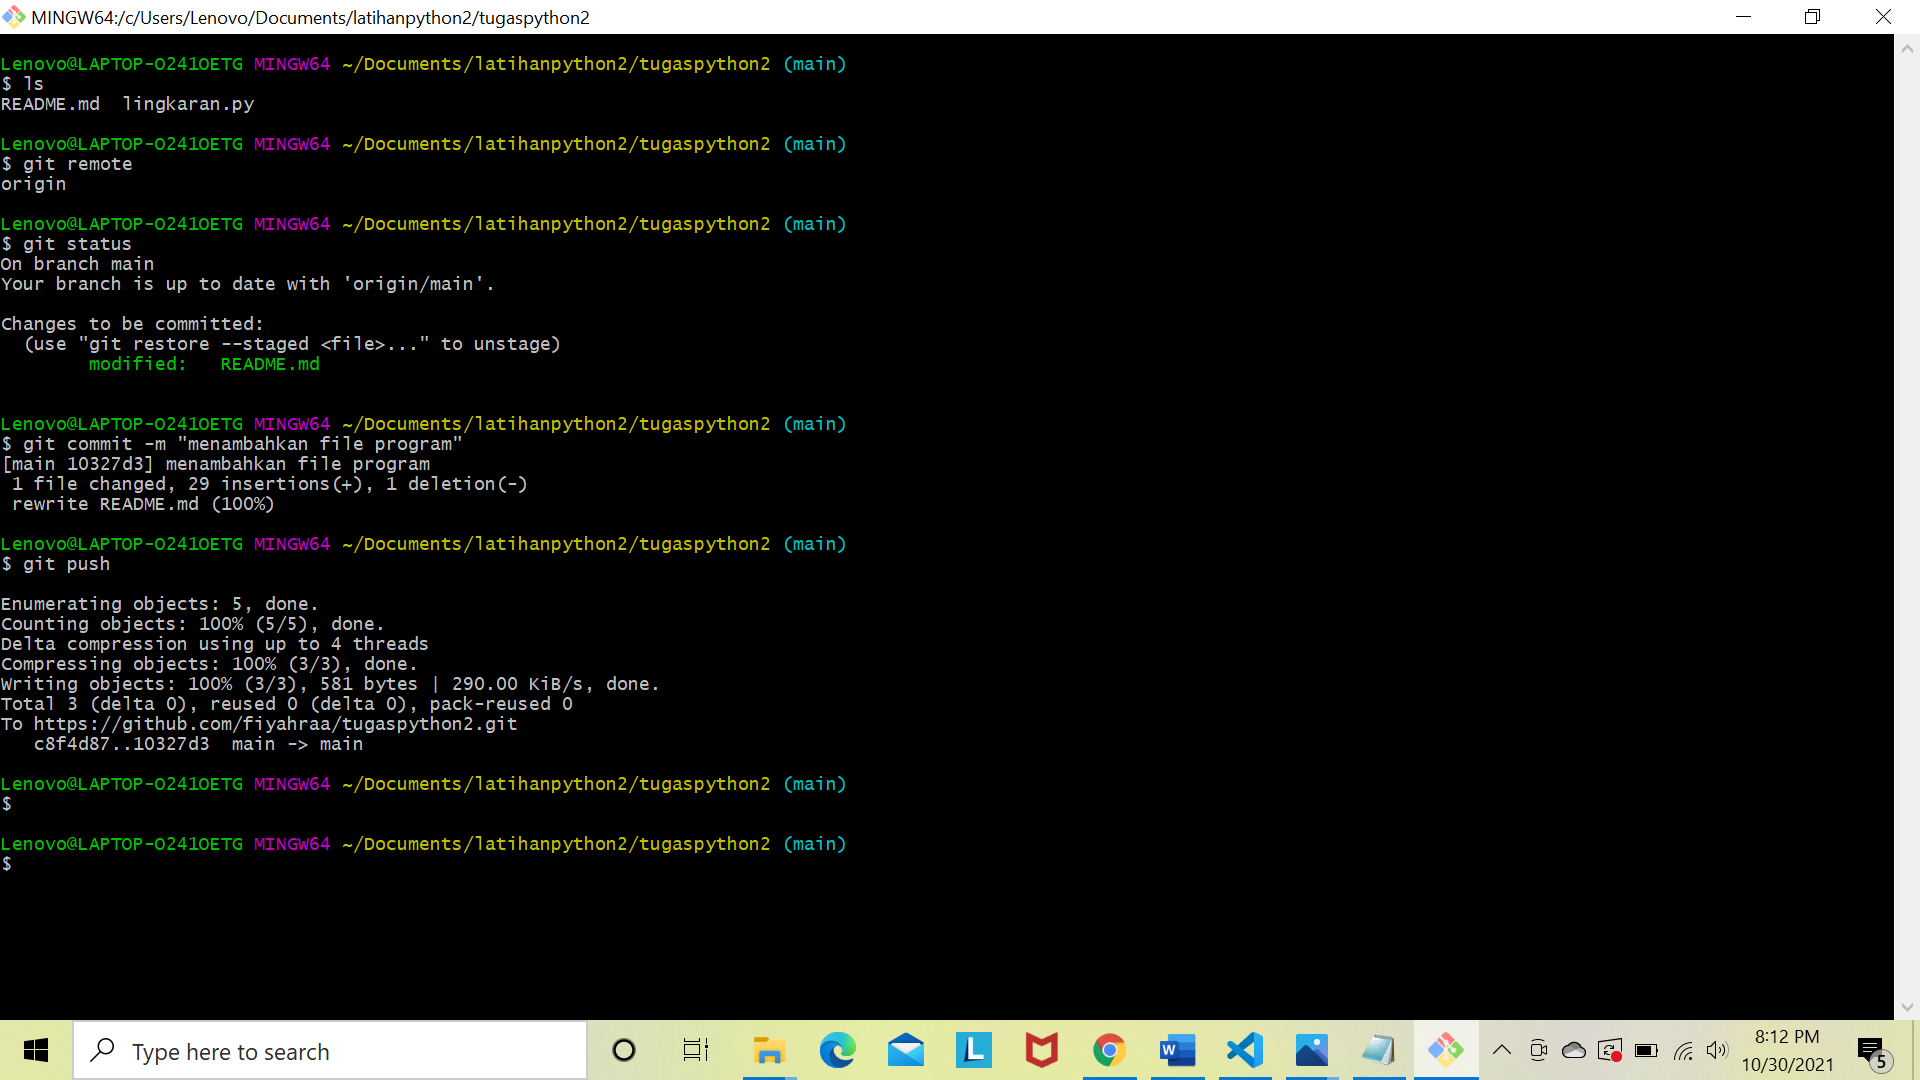 MINGW64:/c/Users/Lenovo/Documents/latihanpython2/tugaspython2
Lenovo@LAPTOP-O241OETG MINGW64 ~/Documents/latihanpython2/tugaspython2 (main)
$ ls
README.md  lingkaran.py
Lenovo@LAPTOP-O241OETG MINGW64 ~/Documents/latihanpython2/tugaspython2 (main)
$ git remote
origin
Lenovo@LAPTOP-O241OETG MINGW64 ~/Documents/latihanpython2/tugaspython2 (main)
$ git status
On branch main
Your branch is up to date with 'origin/main'.
Changes to be committed:
  (use "git restore --staged <file>..." to unstage)
        modified:   README.md
Lenovo@LAPTOP-O241OETG MINGW64 ~/Documents/latihanpython2/tugaspython2 (main)
$ git commit -m "menambahkan file program"
[main 10327d3] menambahkan file program
 1 file changed, 29 insertions(+), 1 deletion(-)
 rewrite README.md (100%)
Lenovo@LAPTOP-O241OETG MINGW64 ~/Documents/latihanpython2/tugaspython2 (main)
$ git push
Enumerating objects: 5, done.
Counting objects: 100% (5/5), done.
Delta compression using up to 4 threads
Compressing objects: 100% (3/3), done.
Writing objects: 100% (3/3), 581 bytes | 290.00 KiB/s, done.
Total 3 (delta 0), reused 0 (delta 0), pack-reused 0
To https://github.com/fiyahraa/tugaspython2.git
   c8f4d87..10327d3  main -> main
Lenovo@LAPTOP-O241OETG MINGW64 ~/Documents/latihanpython2/tugaspython2 (main)
$
Lenovo@LAPTOP-O241OETG MINGW64 ~/Documents/latihanpython2/tugaspython2 (main)
$
Type here to search
L
W
8:12 PM
10/30/2021
5